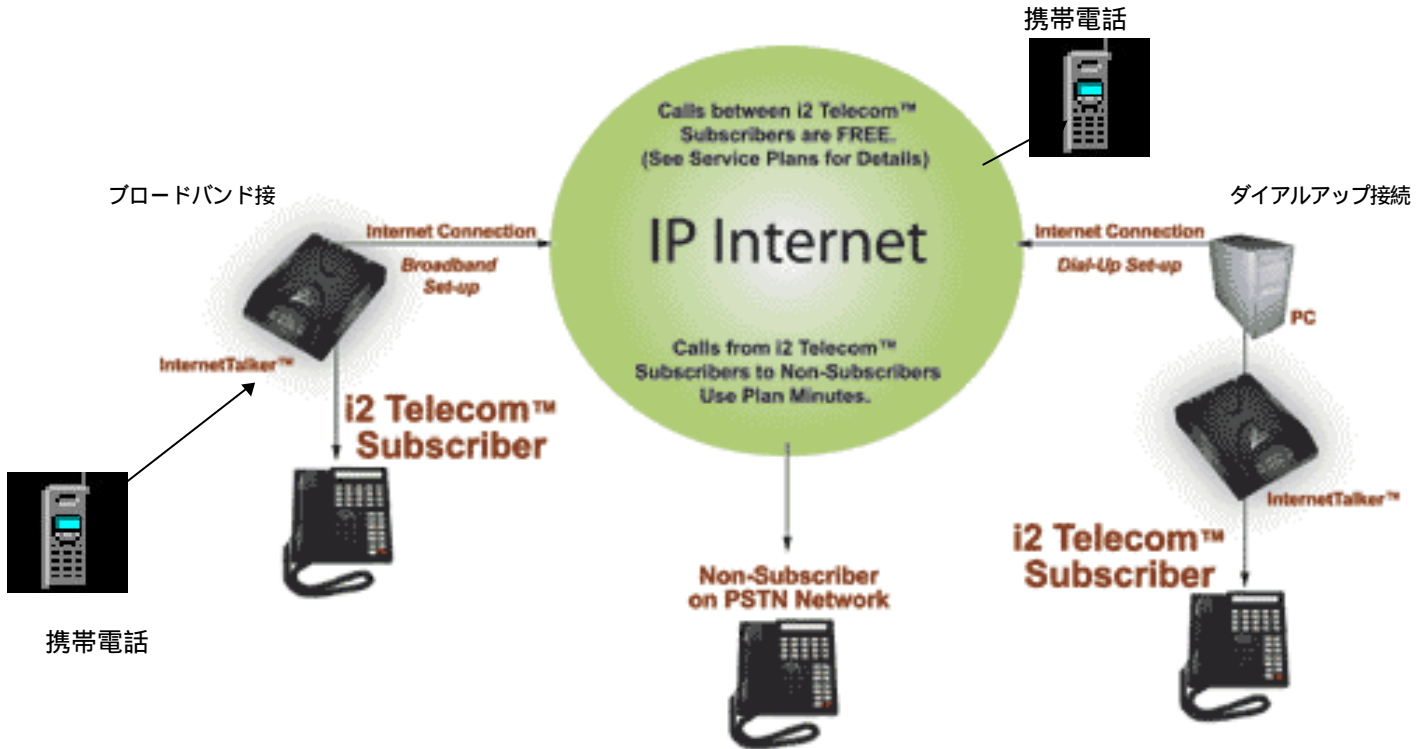 携帯電話
Calls between i2 Telecom™
Subscribers are FREE.
(See Service Plans for Details)
IP Internet
Calls from i2 Telecom™
Subscribers to Non-Subscribers
Use Plan Minutes.
ブロードバンド接
Internet Connection
Broadband
Set-up
InternetTalker™
i2 Telecom™
Subscriber
携帯電話
ダイアルアップ接続
Internet Connection
Dial-Up Set-up
PC
InternetTalker™
i2 Telecom™
Subscriber
Non-Subscriber
on PSTN Network